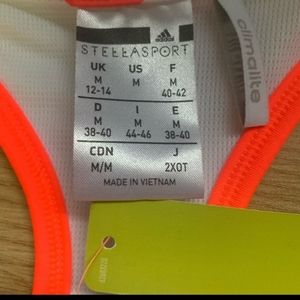 adidas
STELLASPORT
UK US F
M M M
12-14 40-42
D I E
M M M
38-40 44-46 38-40
CDN J
M/M 2XOT
MADE IN VIETNAM
climalite